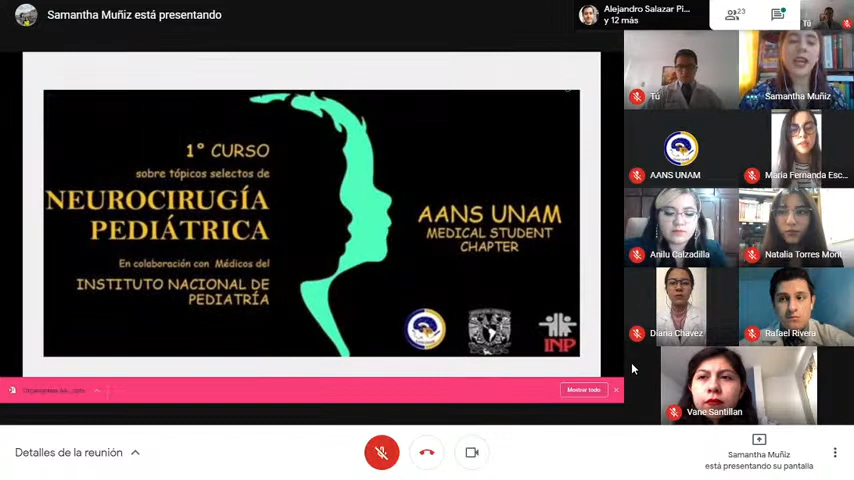 Samantha Muñiz está presentando
Alejandro Salazar Pi...
y 12 más
23
Tú
1° CURSO
sobre tópicos selectos de
NEUROCIRUGÍA
PEDIÁTRICA
En colaboración con Médicos del
INSTITUTO NACIONAL DE
PEDIATRÍA
AANS UNAM
MEDICAL STUDENT
CHAPTER
INP
Mostrar todo
Tú
Samantha Muñiz
AANS UNAM
María Fernanda Esc...
Anilu Calzadilla
Natalia Torres Mont
Diana Chavez
Rafael Rivera
Vane Santillan
Detalles de la reunión
Samantha Muñiz
está presentando su pantalla